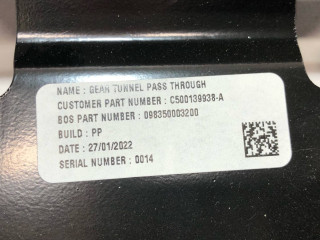 NAME : GEAR TUNNEL PASS THROUGH
CUSTOMER PART NUMBER : C500139938-A
BOS PART NUMBER : 098350003200
BUILD : PP
DATE : 27/01/2022
SERIAL NUMBER : 0014